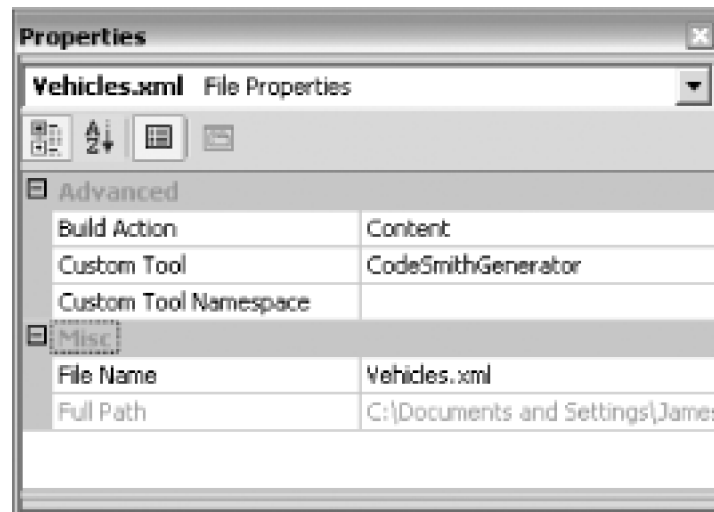 Properties
Vehicles.xml File Properties
Advanced
Build Action Content
Custom Tool CodeSmithGenerator
Custom Tool Namespace
Misc
File Name Vehicles.xml
Full Path C:\Documents and Settings\James